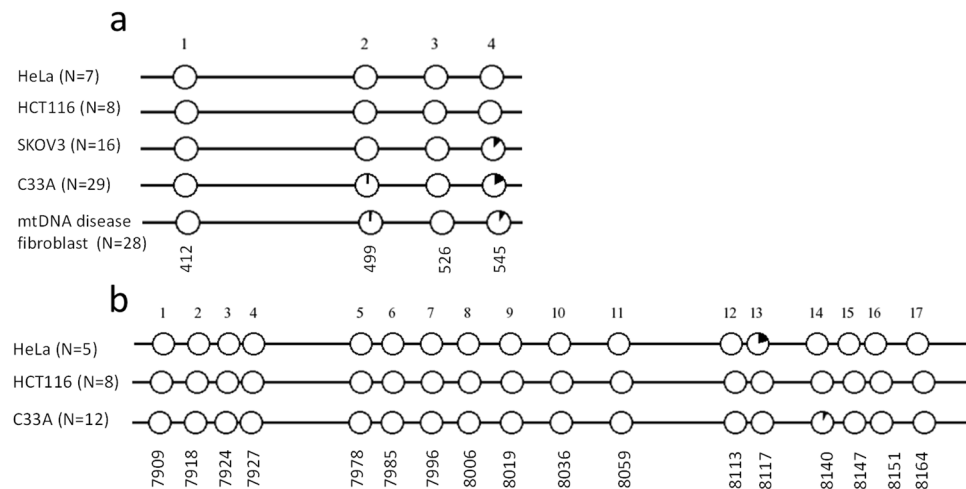 a
1 2 3 4
HeLa (N=7)
HCT116 (N=8)
SKOV3 (N=16)
C33A (N=29)
mtDNA disease
fibroblast (N=28)
412 499 526 545
b
1 2 3 4 5 6 7 8 9 10 11 12 13 14 15 16 17
HeLa (N=5)
HCT116 (N=8)
C33A (N=12)
7909 7918 7924 7927 7978 7985 7996 8006 8019 8036 8059 8113 8117 8140 8147 8151 8164